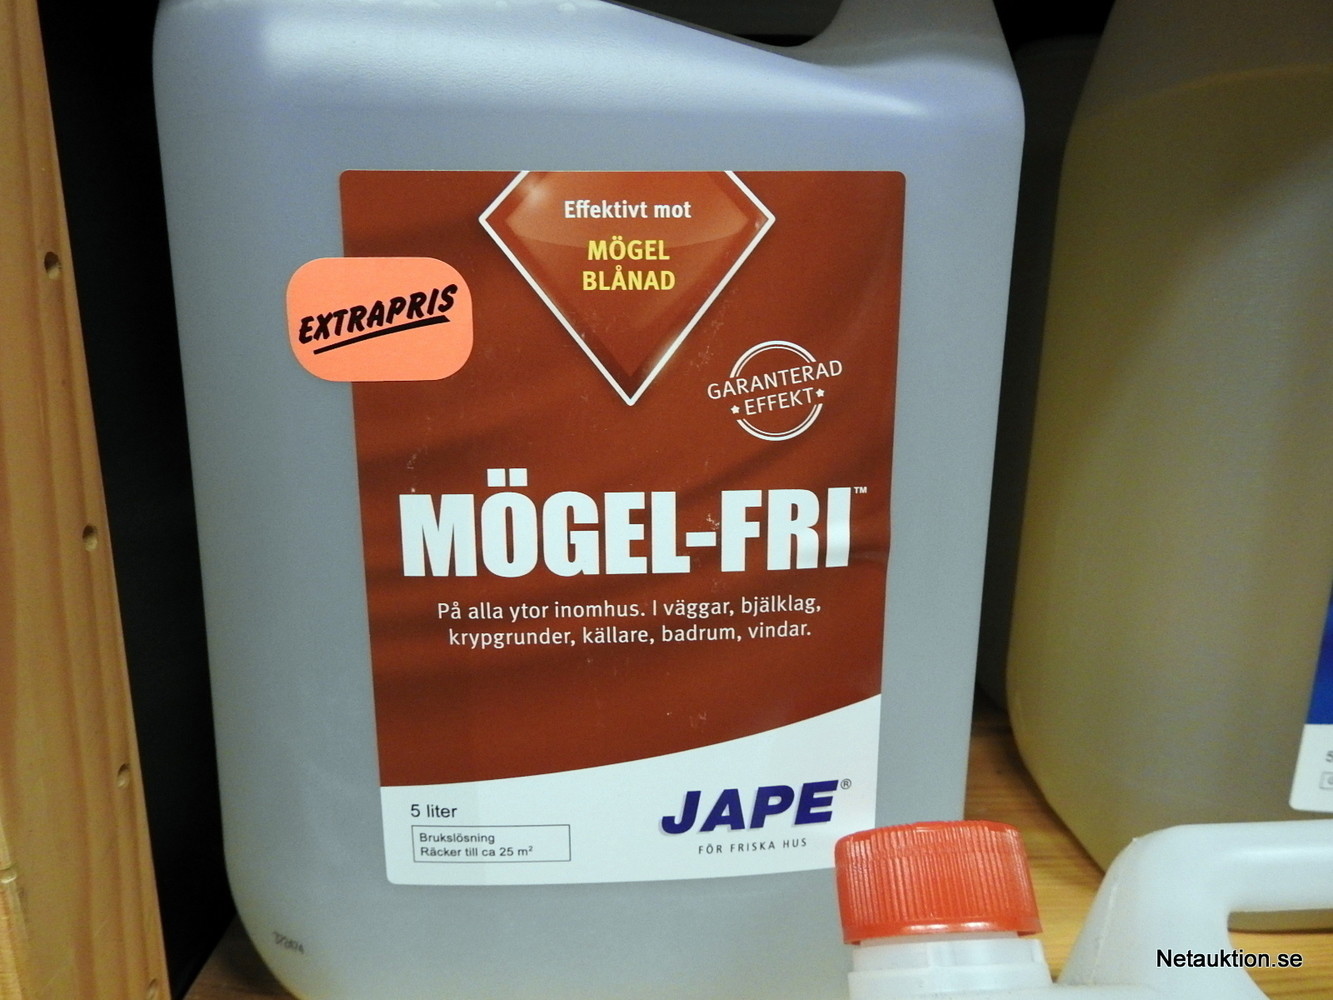 Effektivt mot
MÖGEL
BLÅNAD
EXTRAPRIS
GARANTERAD
EFFEKT
MÖGEL-FRI™
På alla ytor inomhus. I väggar, bjälklag,
krypgrunder, källare, badrum, vindar.
5 liter
Brukslösning
Räcker till ca 25 m²
JAPE®
FÖR FRISKA HUS
Netauktion.se